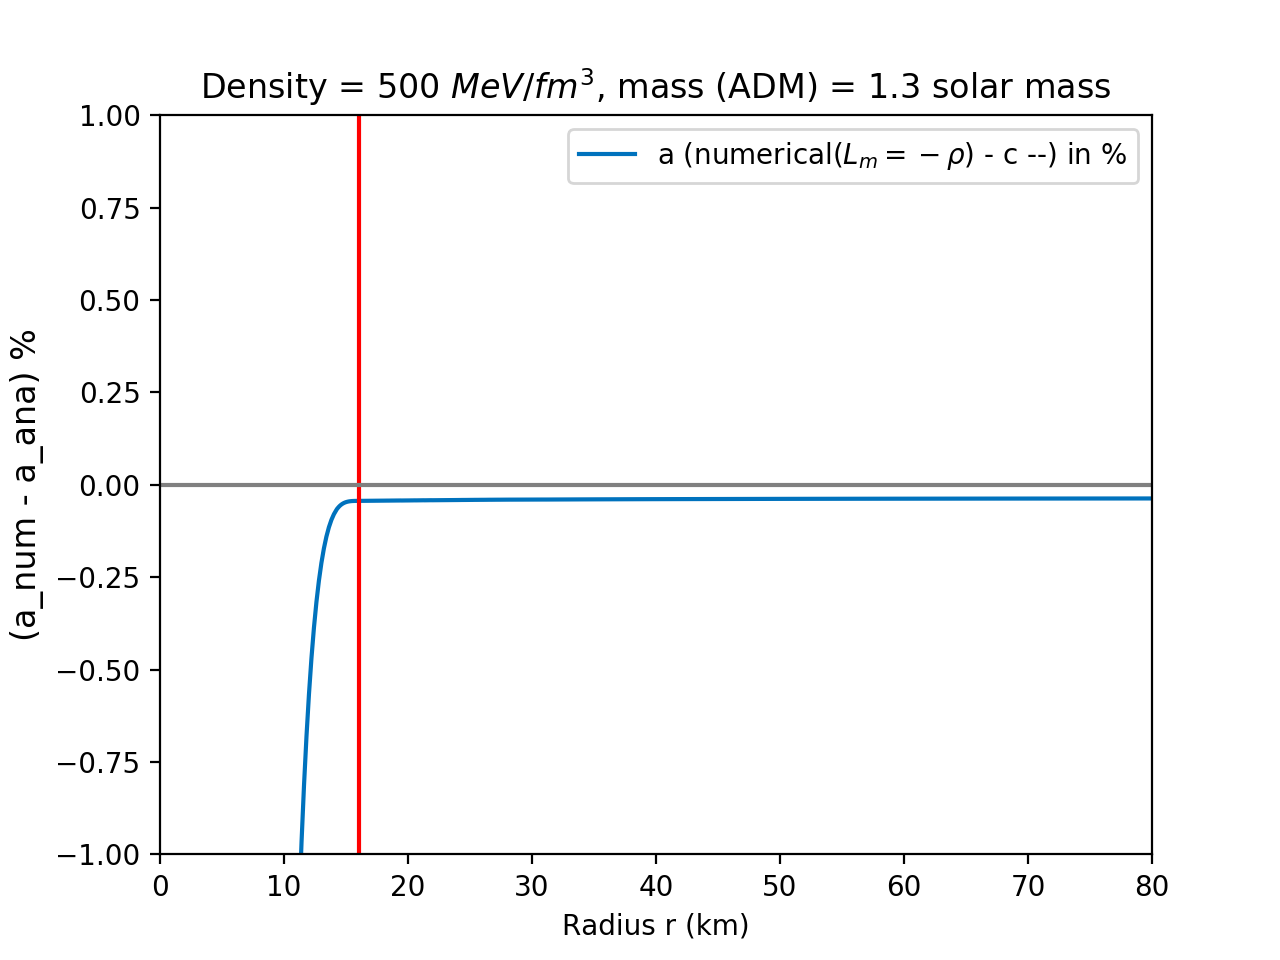 Density = 500 MeV/fm³, mass (ADM) = 1.3 solar mass
a (numerical(L_m = − ρ) - c --) in %
(a_num - a_ana) %
1.00
0.75
0.50
0.25
0.00
−0.25
−0.50
−0.75
−1.00
0 10 20 30 40 50 60 70 80
Radius r (km)